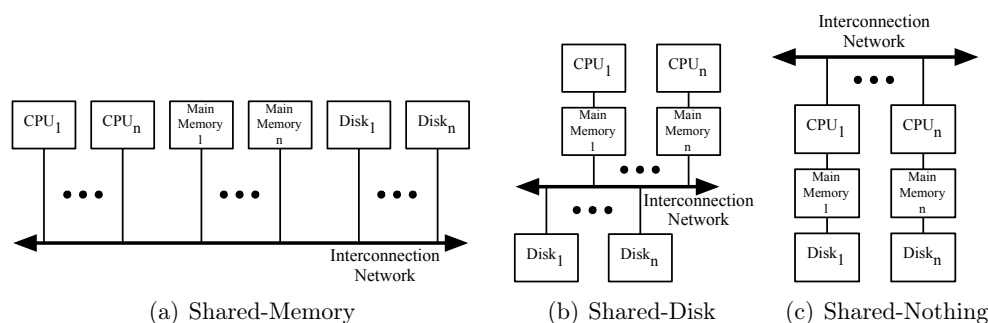 CPU1
CPUn
Main
Memory
1
Main
Memory
n
Disk1
Diskn
Interconnection
Network
(a) Shared-Memory
CPU1
CPUn
Main
Memory
1
Main
Memory
n
Interconnection
Network
Disk1
Diskn
(b) Shared-Disk
Interconnection
Network
CPU1
CPUn
Main
Memory
1
Main
Memory
n
Disk1
Diskn
(c) Shared-Nothing